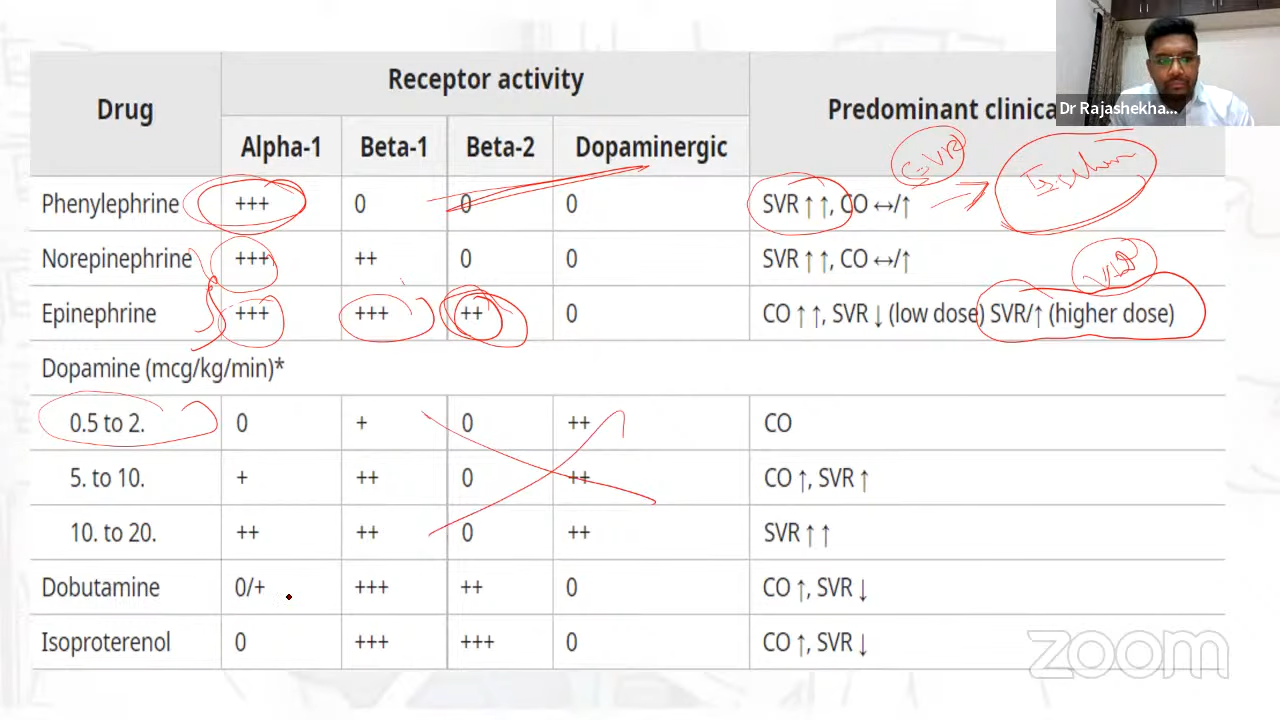 Dr Rajashekha...
Drug
Receptor activity
Predominant clinica
Alpha-1 Beta-1 Beta-2 Dopaminergic
Phenylephrine +++ 0 0 0 SVR ↑ ↑, CO ↔/↑
Norepinephrine +++ ++ 0 0 SVR ↑ ↑, CO ↔/↑
Epinephrine +++ +++ ++ 0 CO ↑ ↑, SVR ↓ (low dose) SVR/↑ (higher dose)
Dopamine (mcg/kg/min)*
0.5 to 2. 0 + 0 ++ CO
5. to 10. + ++ 0 ++ CO ↑, SVR ↑
10. to 20. ++ ++ 0 ++ SVR ↑ ↑
Dobutamine 0/+ +++ ++ 0 CO ↑, SVR ↓
Isoproterenol 0 +++ +++ 0 CO ↑, SVR ↓
zoom